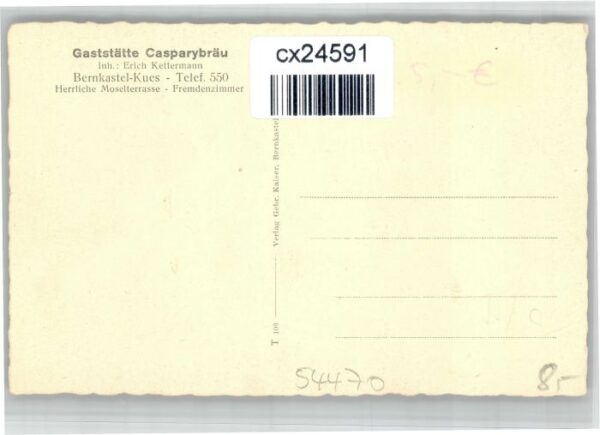 Gaststätte Casparybräu
Inh.: Erich Kettermann
Bernkastel-Kues - Telef. 550
Herrliche Moselterrasse - Fremdenzimmer
cx24591
5,-€
T 100 Verlag Gebr. Kaiser, Bernkastel
54470
8,-